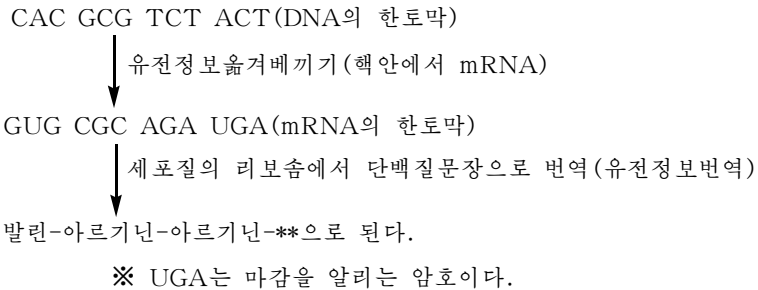 CAC GCG TCT ACT(DNA의 한토막)
유전정보옮겨베끼기(핵안에서 mRNA)
GUG CGC AGA UGA(mRNA의 한토막)
세포질의 리보솜에서 단백질문장으로 번역(유전정보번역)
발린-아르기닌-아르기닌-**으로 된다.
※ UGA는 마감을 알리는 암호이다.